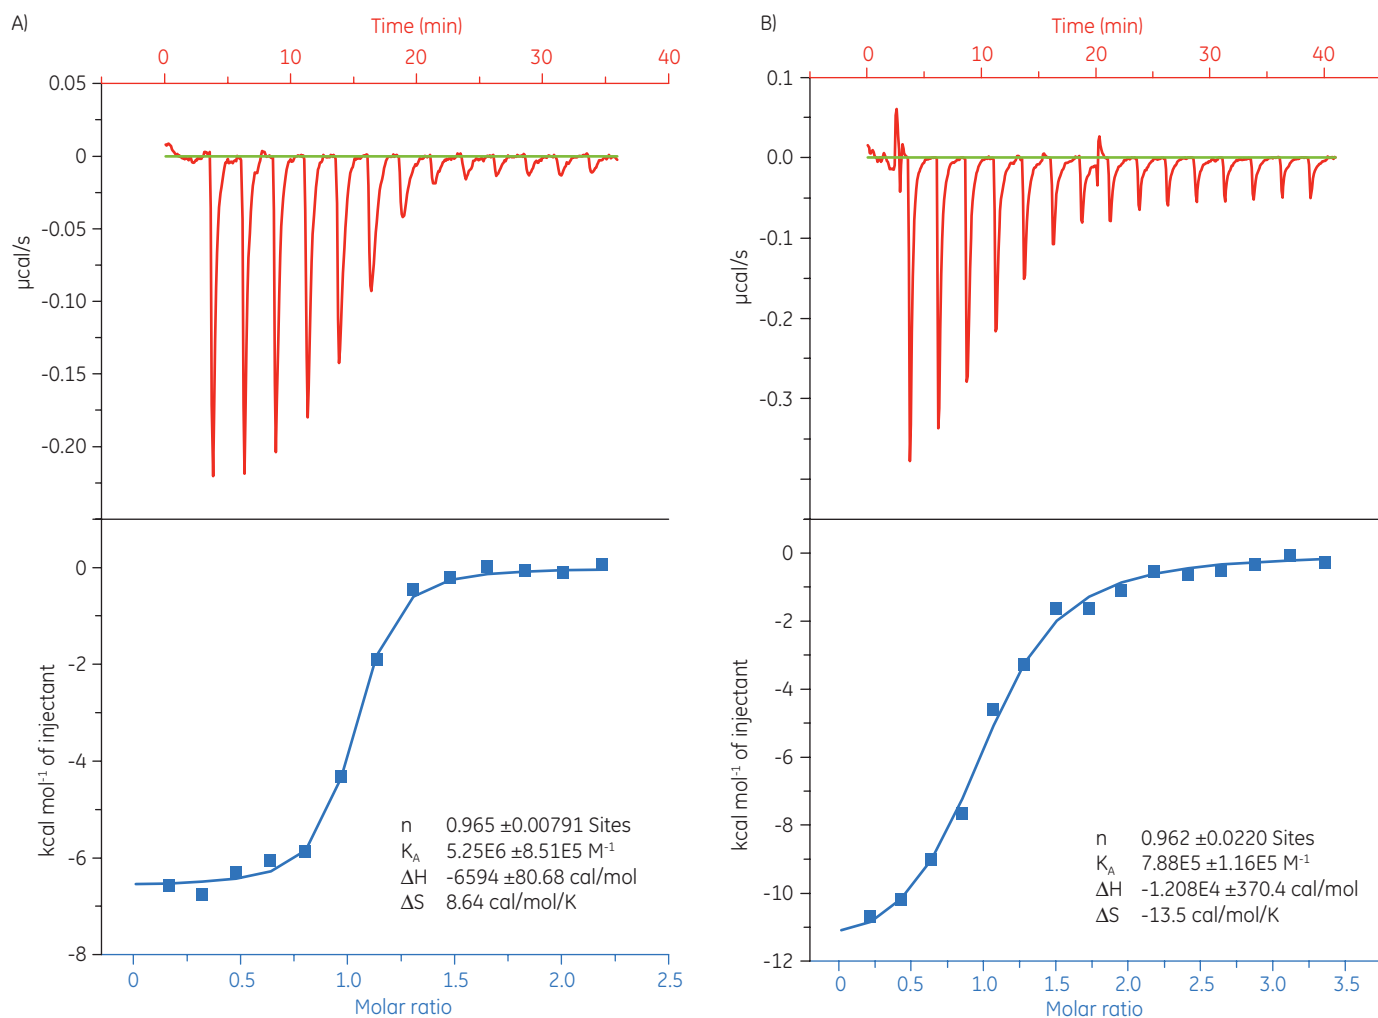 A)
Time (min)
0 10 20 30 40
0.05
0
-0.05
-0.10
-0.15
-0.20
µcal/s
0
-2
-4
-6
-8
kcal mol⁻¹ of injectant
n 0.965 ±0.00791 Sites
K_A 5.25E6 ±8.51E5 M⁻¹
ΔH -6594 ±80.68 cal/mol
ΔS 8.64 cal/mol/K
0 0.5 1.0 1.5 2.0 2.5
Molar ratio
B)
Time (min)
0 10 20 30 40
0.1
0.0
-0.1
-0.2
-0.3
µcal/s
0
-2
-4
-6
-8
-10
-12
kcal mol⁻¹ of injectant
n 0.962 ±0.0220 Sites
K_A 7.88E5 ±1.16E5 M⁻¹
ΔH -1.208E4 ±370.4 cal/mol
ΔS -13.5 cal/mol/K
0 0.5 1.0 1.5 2.0 2.5 3.0 3.5
Molar ratio